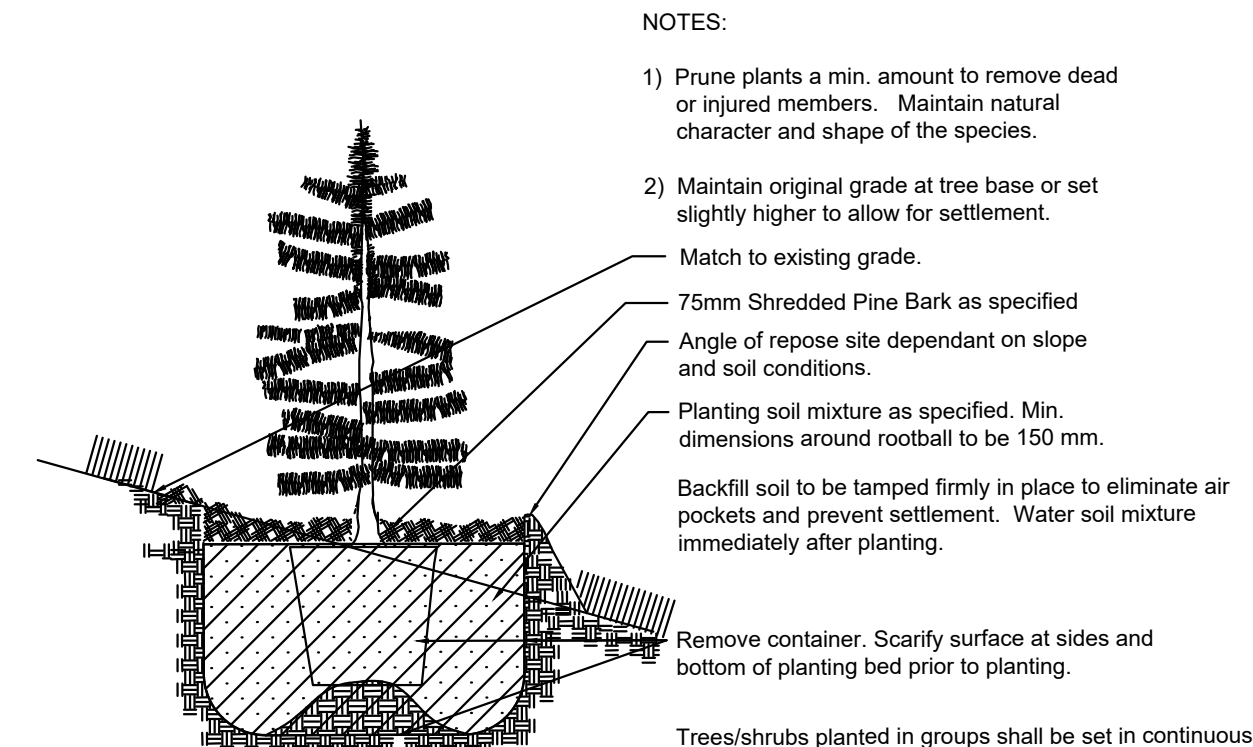 NOTES:
1) Prune plants a min. amount to remove dead
or injured members. Maintain natural
character and shape of the species.
2) Maintain original grade at tree base or set
slightly higher to allow for settlement.
Match to existing grade.
75mm Shredded Pine Bark as specified
Angle of repose site dependant on slope
and soil conditions.
Planting soil mixture as specified. Min.
dimensions around rootball to be 150 mm.
Backfill soil to be tamped firmly in place to eliminate air
pockets and prevent settlement. Water soil mixture
immediately after planting.
Remove container. Scarify surface at sides and
bottom of planting bed prior to planting.
Trees/shrubs planted in groups shall be set in continuous